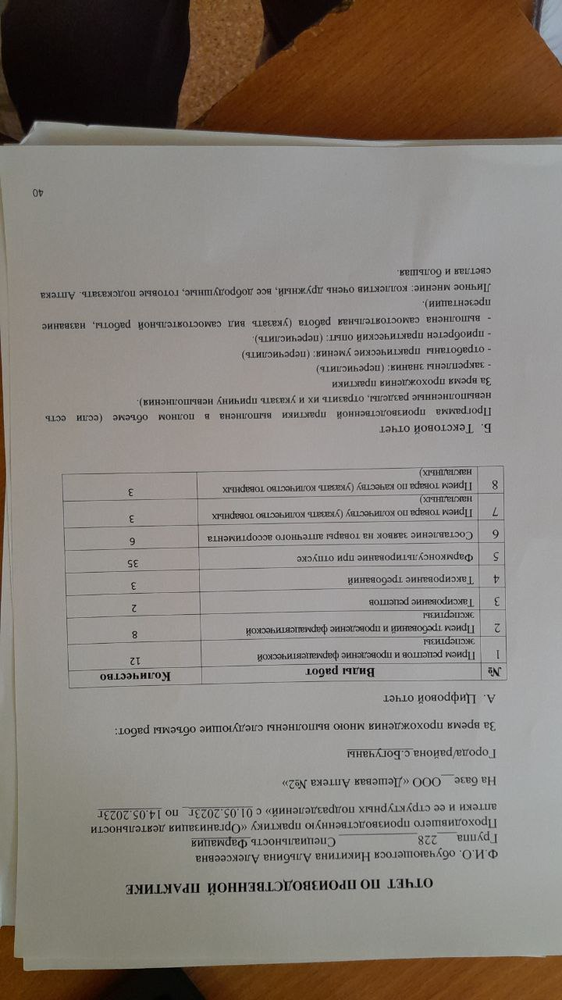 ОТЧЕТ ПО ПРОИЗВОДСТВЕННОЙ ПРАКТИКЕ
Ф.И.О. обучающегося Никитина Альбина Алексеевна
Группа___228______________ Специальность_Фармация
Проходившего производственную практику «Организация деятельности
аптеки и ее структурных подразделений» с 01.05.2023г_ по 14.05.2023г
На базе__ООО «Дешевая Аптека №2»
Города/района_с.Богучаны
За время прохождения мною выполнены следующие объемы работ:
А. Цифровой отчет
№ Виды работ Количество
1 Прием рецептов и проведение фармацевтической
экспертизы 12
2 Прием требований и проведение фармацевтической
экспертизы 8
3 Таксирование рецептов 2
4 Таксирование требований 3
5 Фармконсультирование при отпуске 35
6 Составление заявок на товары аптечного ассортимента 6
7 Прием товара по количеству (указать количество товарных
накладных) 3
8 Прием товара по качеству (указать количество товарных
накладных) 3
Б. Текстовой отчет
Программа производственной практики выполнена в полном объеме (если есть
невыполненные разделы, отразить их и указать причину невыполнения).
За время прохождения практики
- закреплены знания: (перечислить)
- отработаны практические умения: (перечислить)
- приобретен практический опыт: (перечислить).
- выполнена самостоятельная работа (указать вид самостоятельной работы, название
презентации).
Личное мнение: коллектив очень дружный, все добродушные, готовые подсказать. Аптека
светлая и большая.
40